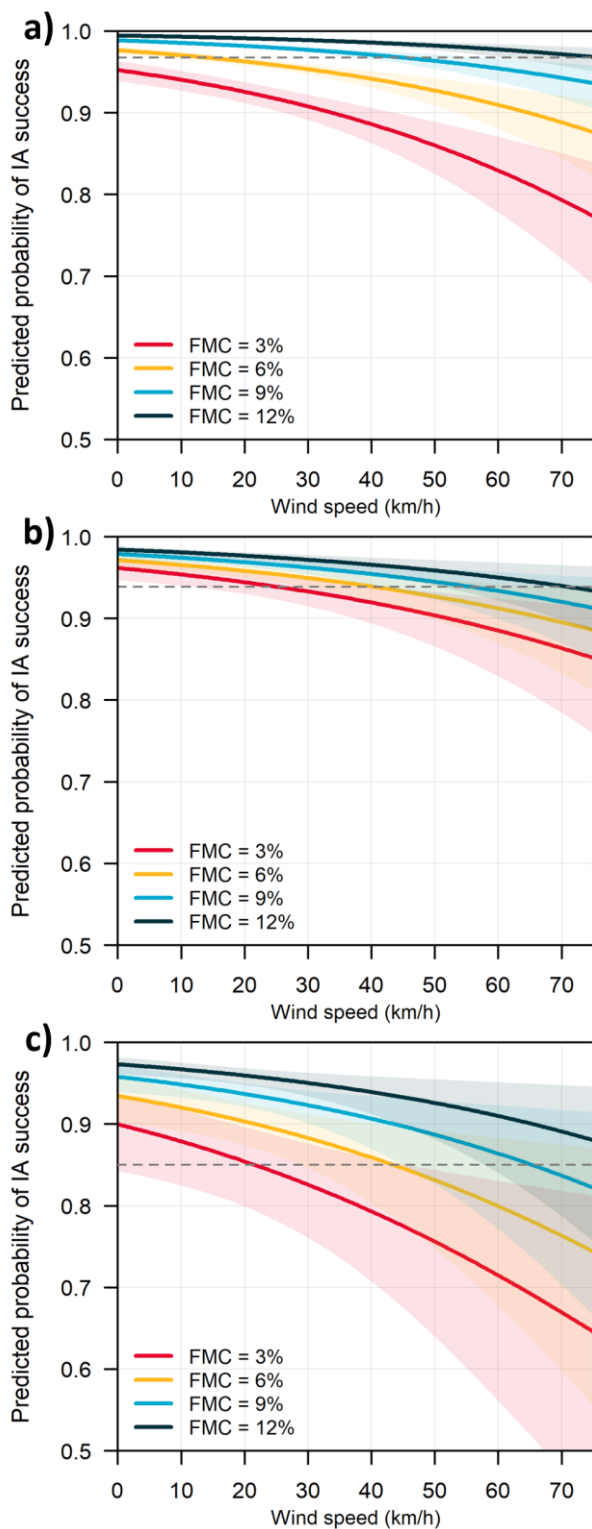 a)
Predicted probability of IA success
1.0
0.9
0.8
0.7
0.6
0.5
FMC = 3%
FMC = 6%
FMC = 9%
FMC = 12%
0 10 20 30 40 50 60 70
Wind speed (km/h)
b)
Predicted probability of IA success
1.0
0.9
0.8
0.7
0.6
0.5
FMC = 3%
FMC = 6%
FMC = 9%
FMC = 12%
0 10 20 30 40 50 60 70
Wind speed (km/h)
c)
Predicted probability of IA success
1.0
0.9
0.8
0.7
0.6
0.5
FMC = 3%
FMC = 6%
FMC = 9%
FMC = 12%
0 10 20 30 40 50 60 70
Wind speed (km/h)